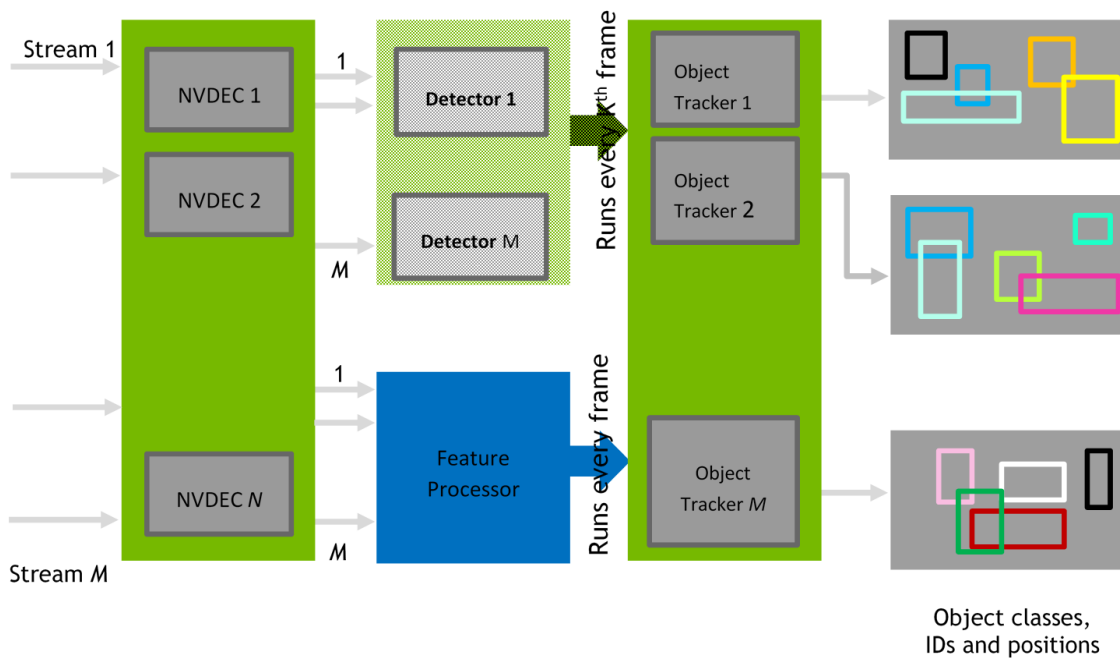 Stream 1
NVDEC 1
NVDEC 2
NVDEC N
Stream M
1
M
Detector 1
Detector M
1
M
Feature
Processor
Runs every Kth frame
Runs every frame
Object
Tracker 1
Object
Tracker 2
Object
Tracker M
Object classes,
IDs and positions